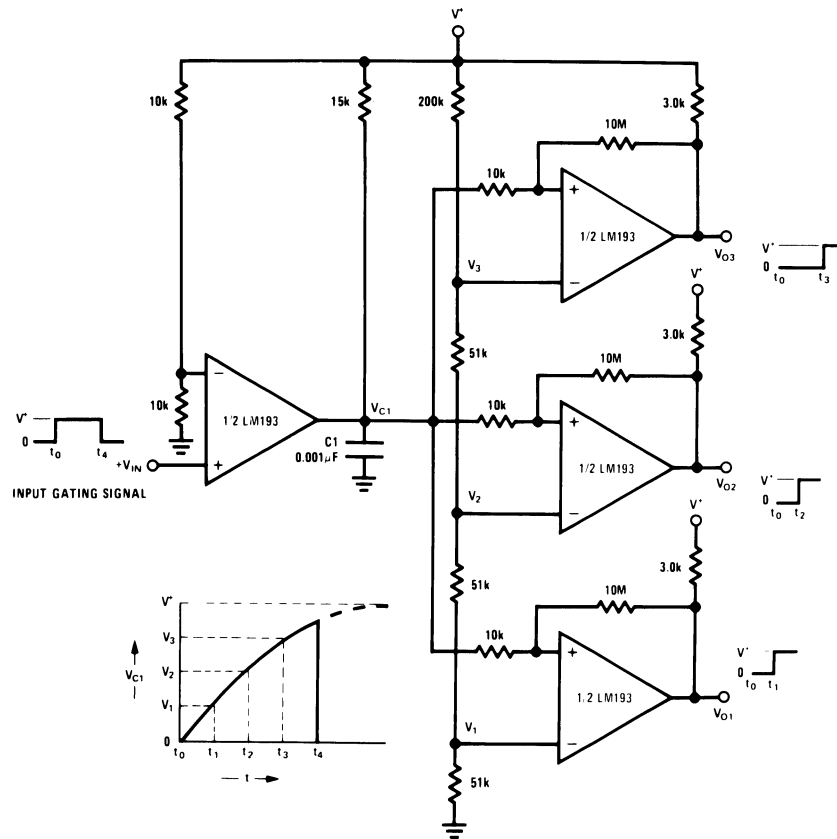 V+
10k
15k
200k
3.0k
10M
10k
+
1/2 LM193
−
VO3
V+
0
t0 t3
V3
V+
3.0k
51k
10M
10k
−
10k
1/2 LM193
+
VC1
C1
0.001µF
V+
0
t0 t4
+VIN
INPUT GATING SIGNAL
10k
+
1/2 LM193
−
VO2
V+
0
t0 t2
V2
V+
3.0k
51k
10M
10k
+
1/2 LM193
−
VO1
V+
0
t0 t1
V1
51k
V+
V3
VC1
V2
V1
0
t0 t1 t2 t3 t4
t